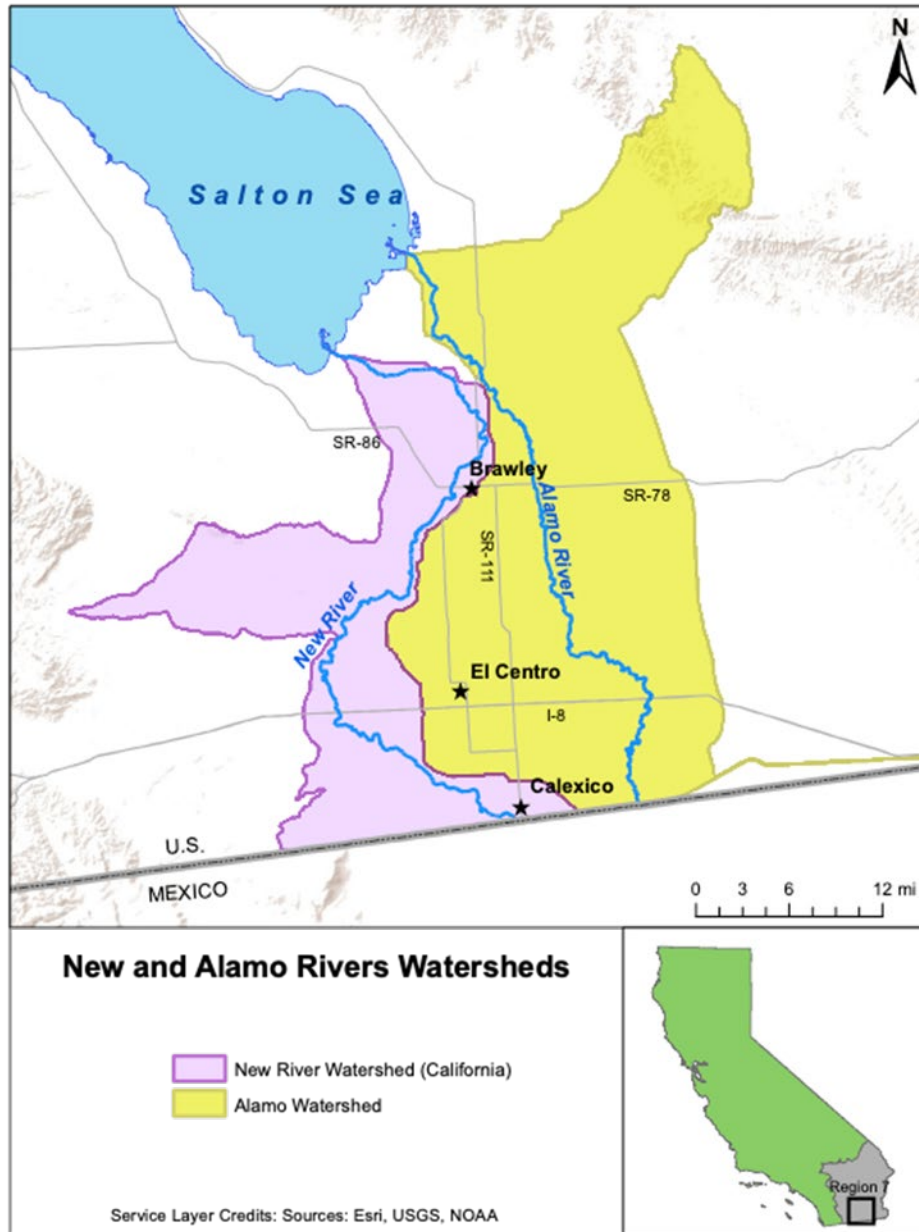 N
Salton Sea
SR-86
Brawley
SR-78
Alamo River
SR-111
New River
El Centro
I-8
Calexico
U.S.
MEXICO
0 3 6 12 mi
New and Alamo Rivers Watersheds
New River Watershed (California)
Alamo Watershed
Service Layer Credits: Sources: Esri, USGS, NOAA
Region 7